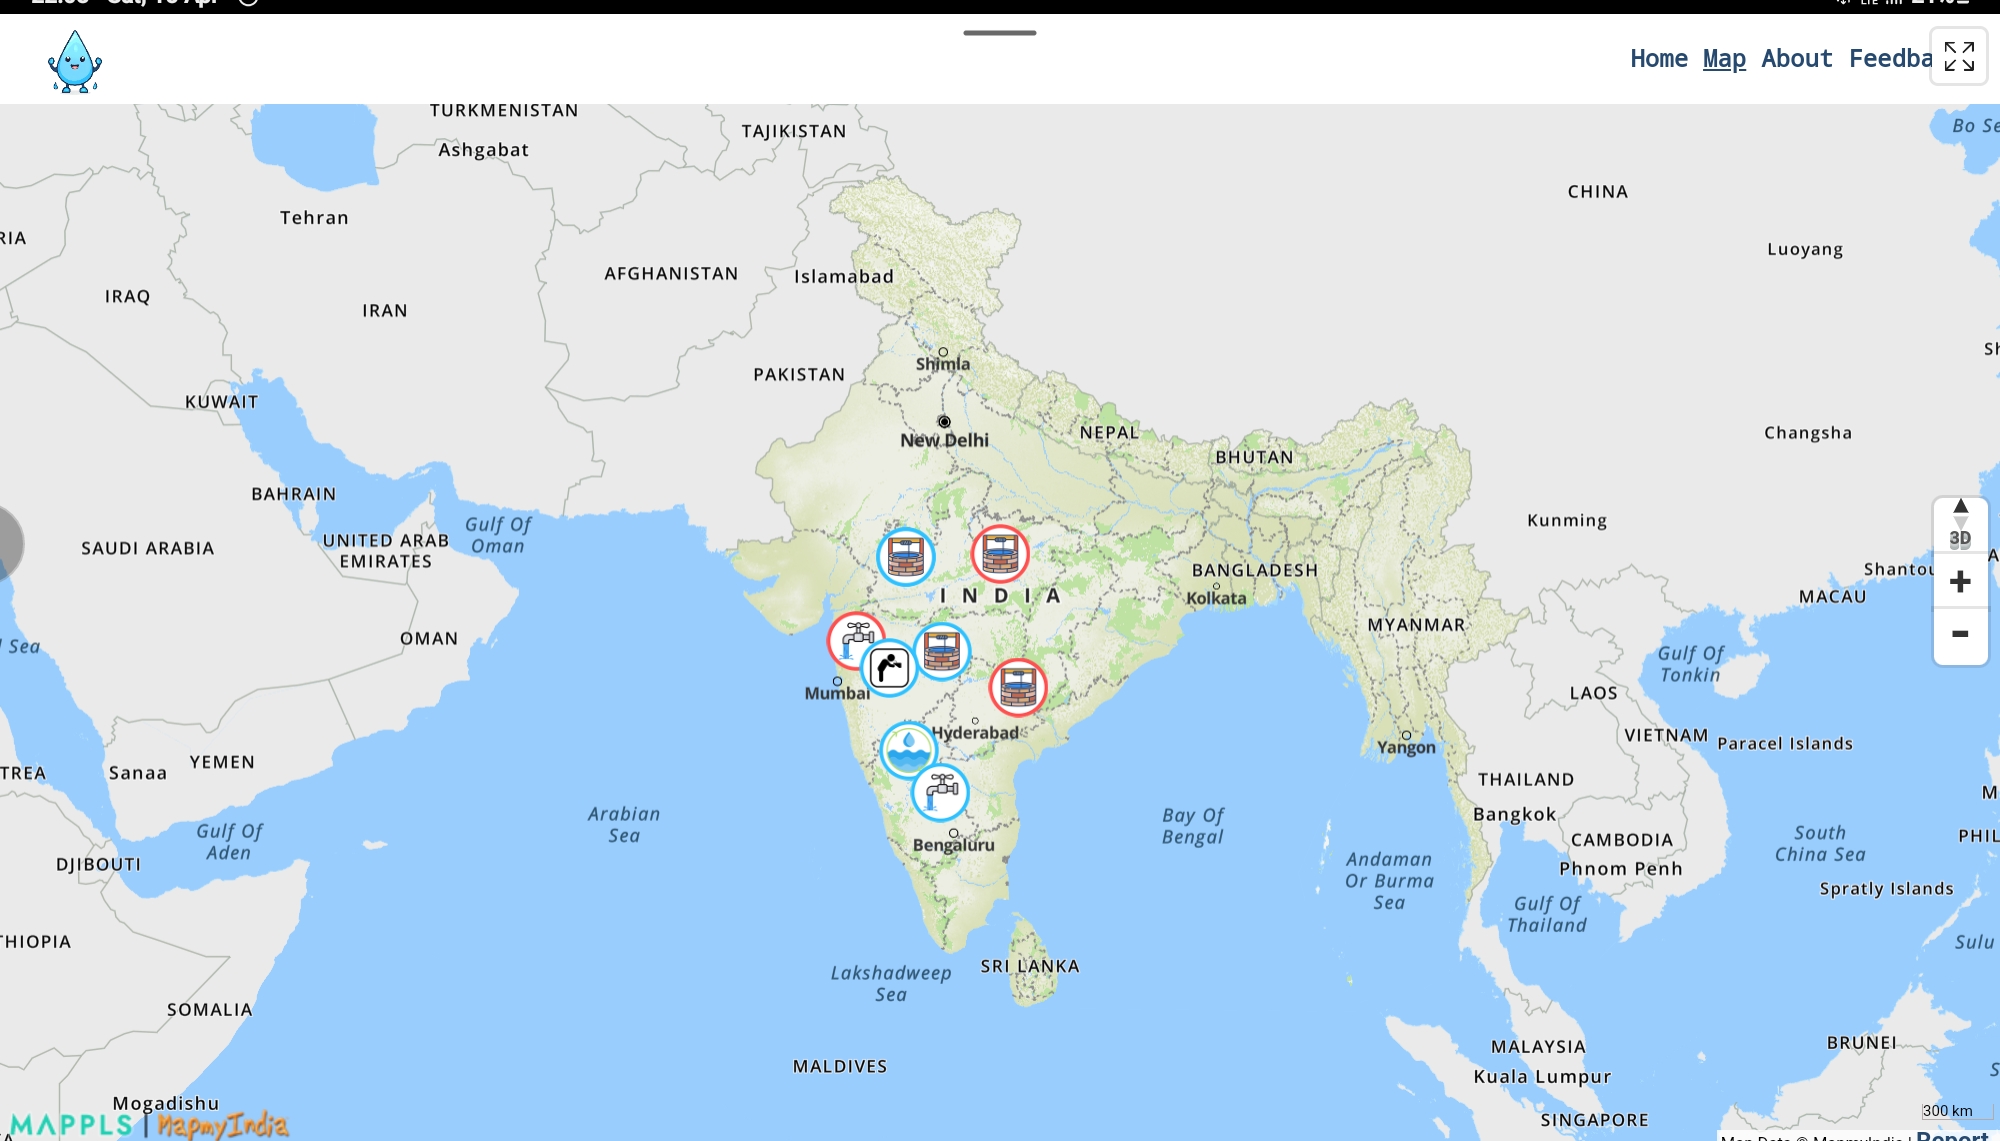 Home Map About Feedba
TURKMENISTAN
Ashgabat
TAJIKISTAN
Bo Se
CHINA
Tehran
RIA
Luoyang
AFGHANISTAN
Islamabad
IRAQ
IRAN
Shimla
PAKISTAN
KUWAIT
New Delhi
NEPAL
Changsha
BHUTAN
BAHRAIN
Gulf Of
Oman
Kunming
UNITED ARAB
EMIRATES
SAUDI ARABIA
3D
BANGLADESH
Shantou
INDIA
Kolkata
MACAU
+
MYANMAR
OMAN
-
Sea
Gulf Of
Tonkin
Mumbai
LAOS
Hyderabad
VIETNAM
Paracel Islands
Yangon
YEMEN
Sanaa
TREA
THAILAND
Arabian
Sea
Bay Of
Bengal
Bangkok
Gulf Of
Aden
South
China Sea
PHIL
CAMBODIA
Bengaluru
DJIBOUTI
Andaman
Or Burma
Sea
Phnom Penh
Spratly Islands
Gulf Of
Thailand
THIOPIA
Sulu
SRI LANKA
Lakshadweep
Sea
SOMALIA
BRUNEI
MALAYSIA
MALDIVES
Kuala Lumpur
Mogadishu
300 km
MAPPLS | MapmyIndia
SINGAPORE
Map Data © MapmyIndia | Report